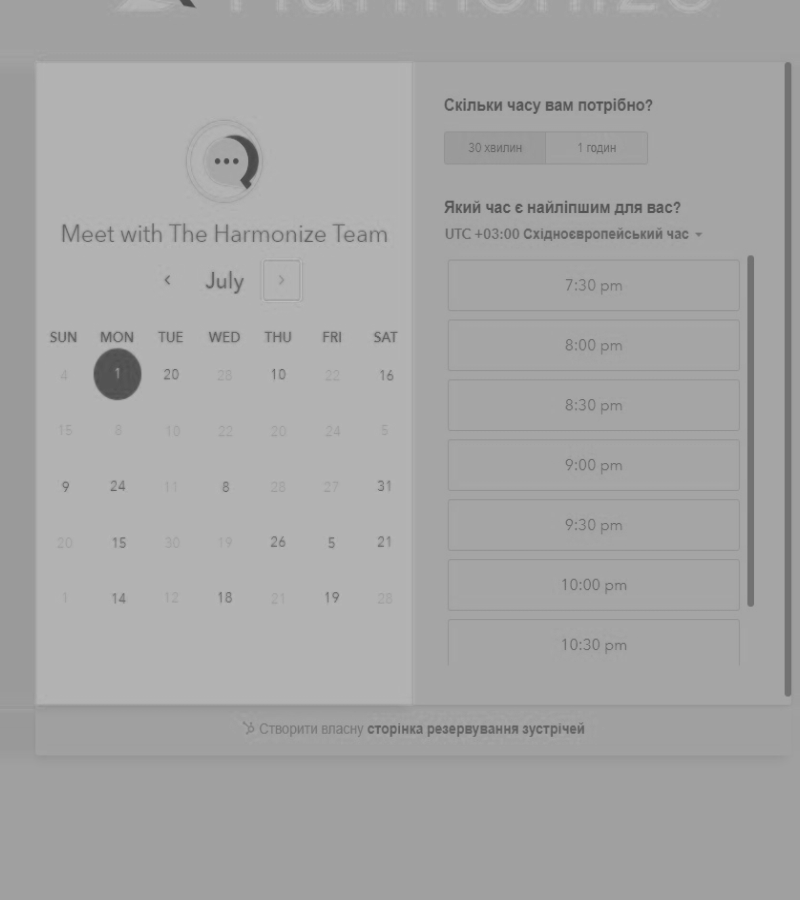 Harmonize
Meet with The Harmonize Team
July
SUN MON TUE WED THU FRI SAT
4 1 20 28 10 22 16
15 8 10 22 20 24 5
9 24 11 8 28 27 31
20 15 30 19 26 5 21
1 14 12 18 21 19 28
Скільки часу вам потрібно?
30 хвилин 1 годин
Який час є найліпшим для вас?
UTC +03:00 Східноєвропейський час
7:30 pm
8:00 pm
8:30 pm
9:00 pm
9:30 pm
10:00 pm
10:30 pm
Створити власну сторінка резервування зустрічей